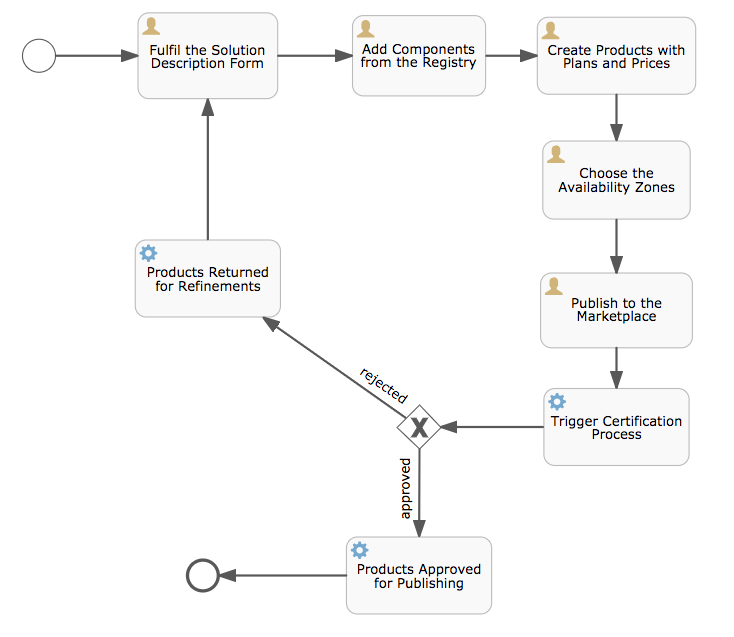 Fulfil the Solution
Description Form
Add Components
from the Registry
Create Products with
Plans and Prices
Choose the
Availability Zones
Products Returned
for Refinements
Publish to the
Marketplace
rejected
X
Trigger Certification
Process
approved
Products Approved
for Publishing